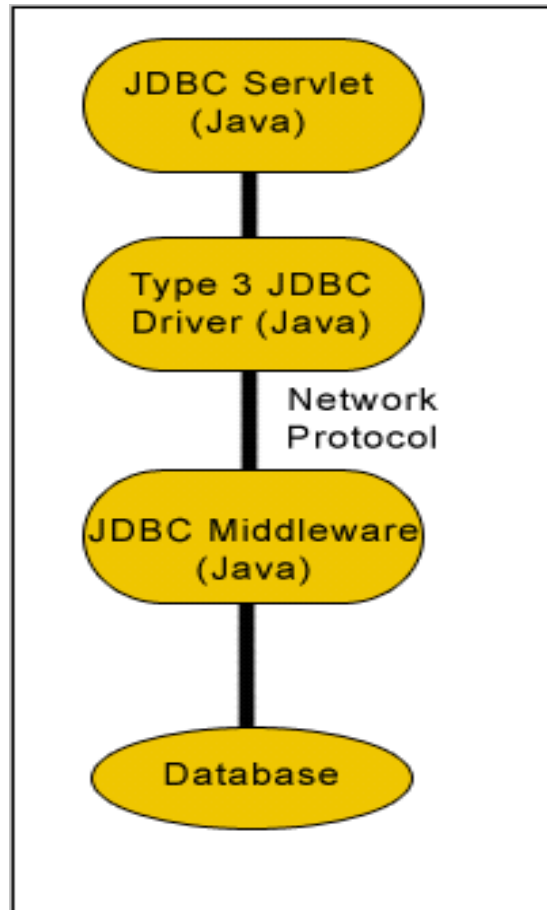 JDBC Servlet
(Java)
Type 3 JDBC
Driver (Java)
Network
Protocol
JDBC Middleware
(Java)
Database